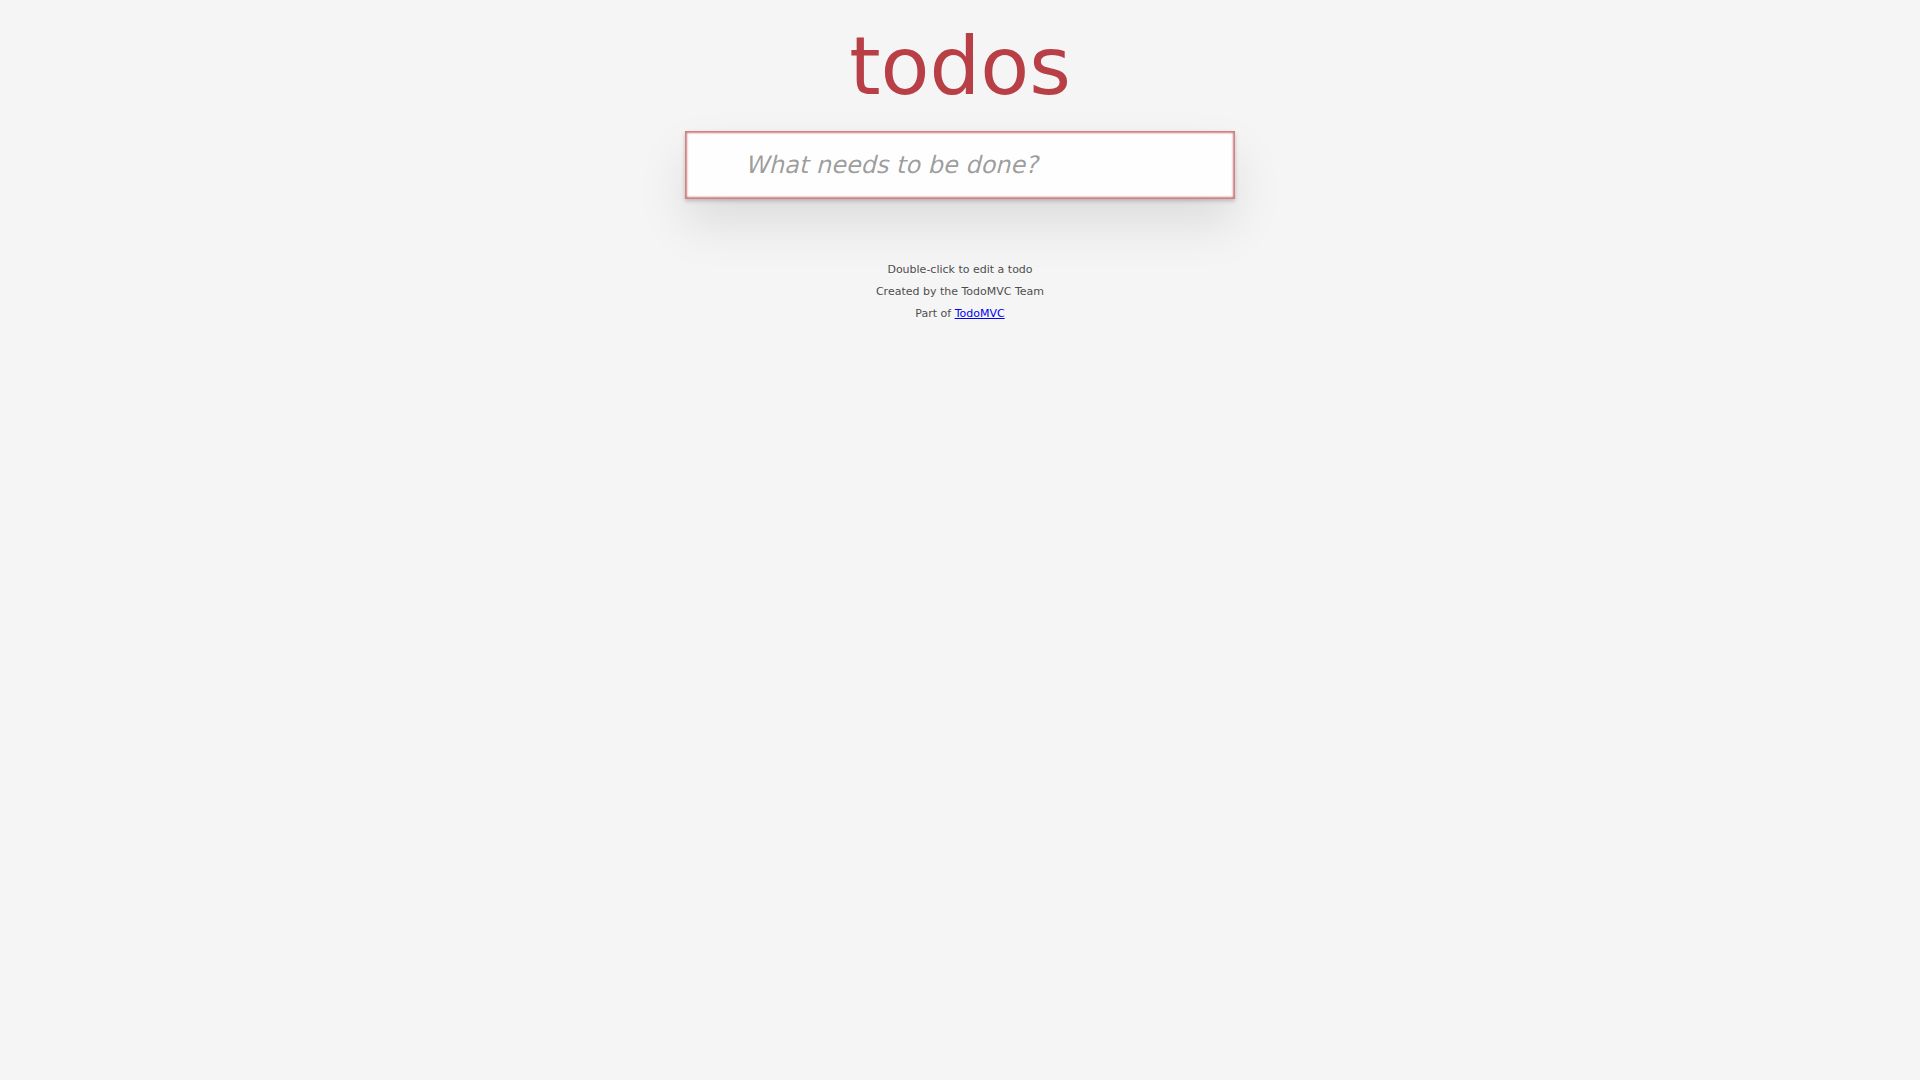 todos
What needs to be done?
Double-click to edit a todo
Created by the TodoMVC Team
Part of TodoMVC